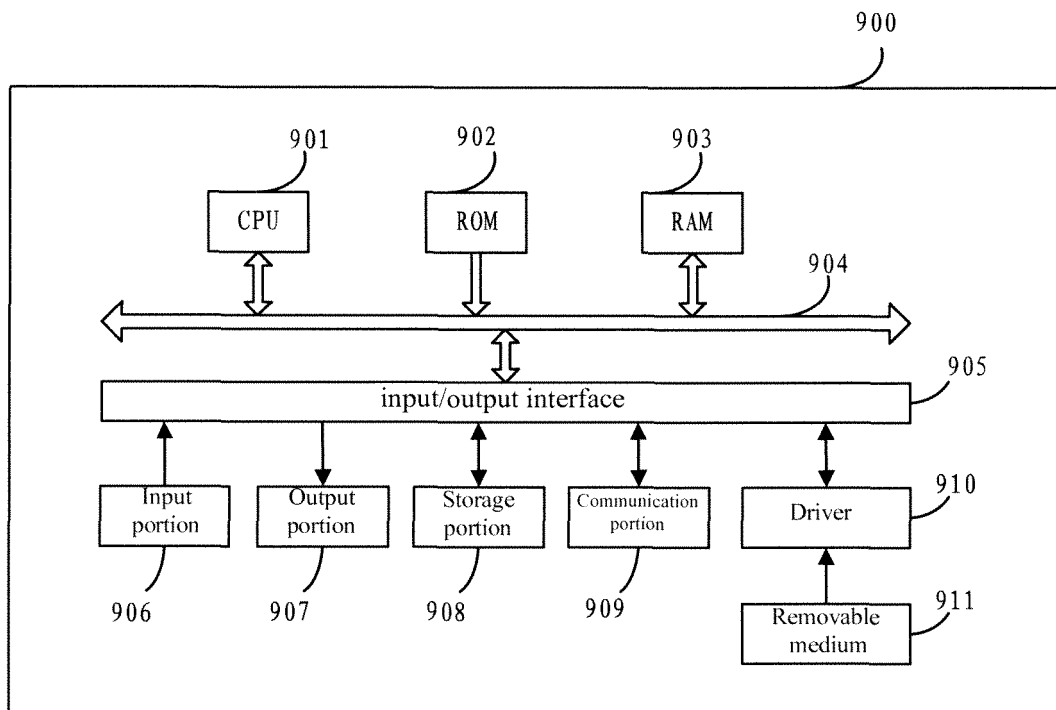 900
901
902
903
CPU
ROM
RAM
904
input/output interface
905
Input
portion
Output
portion
Storage
portion
Communication
portion
Driver
910
906
907
908
909
Removable
medium
911